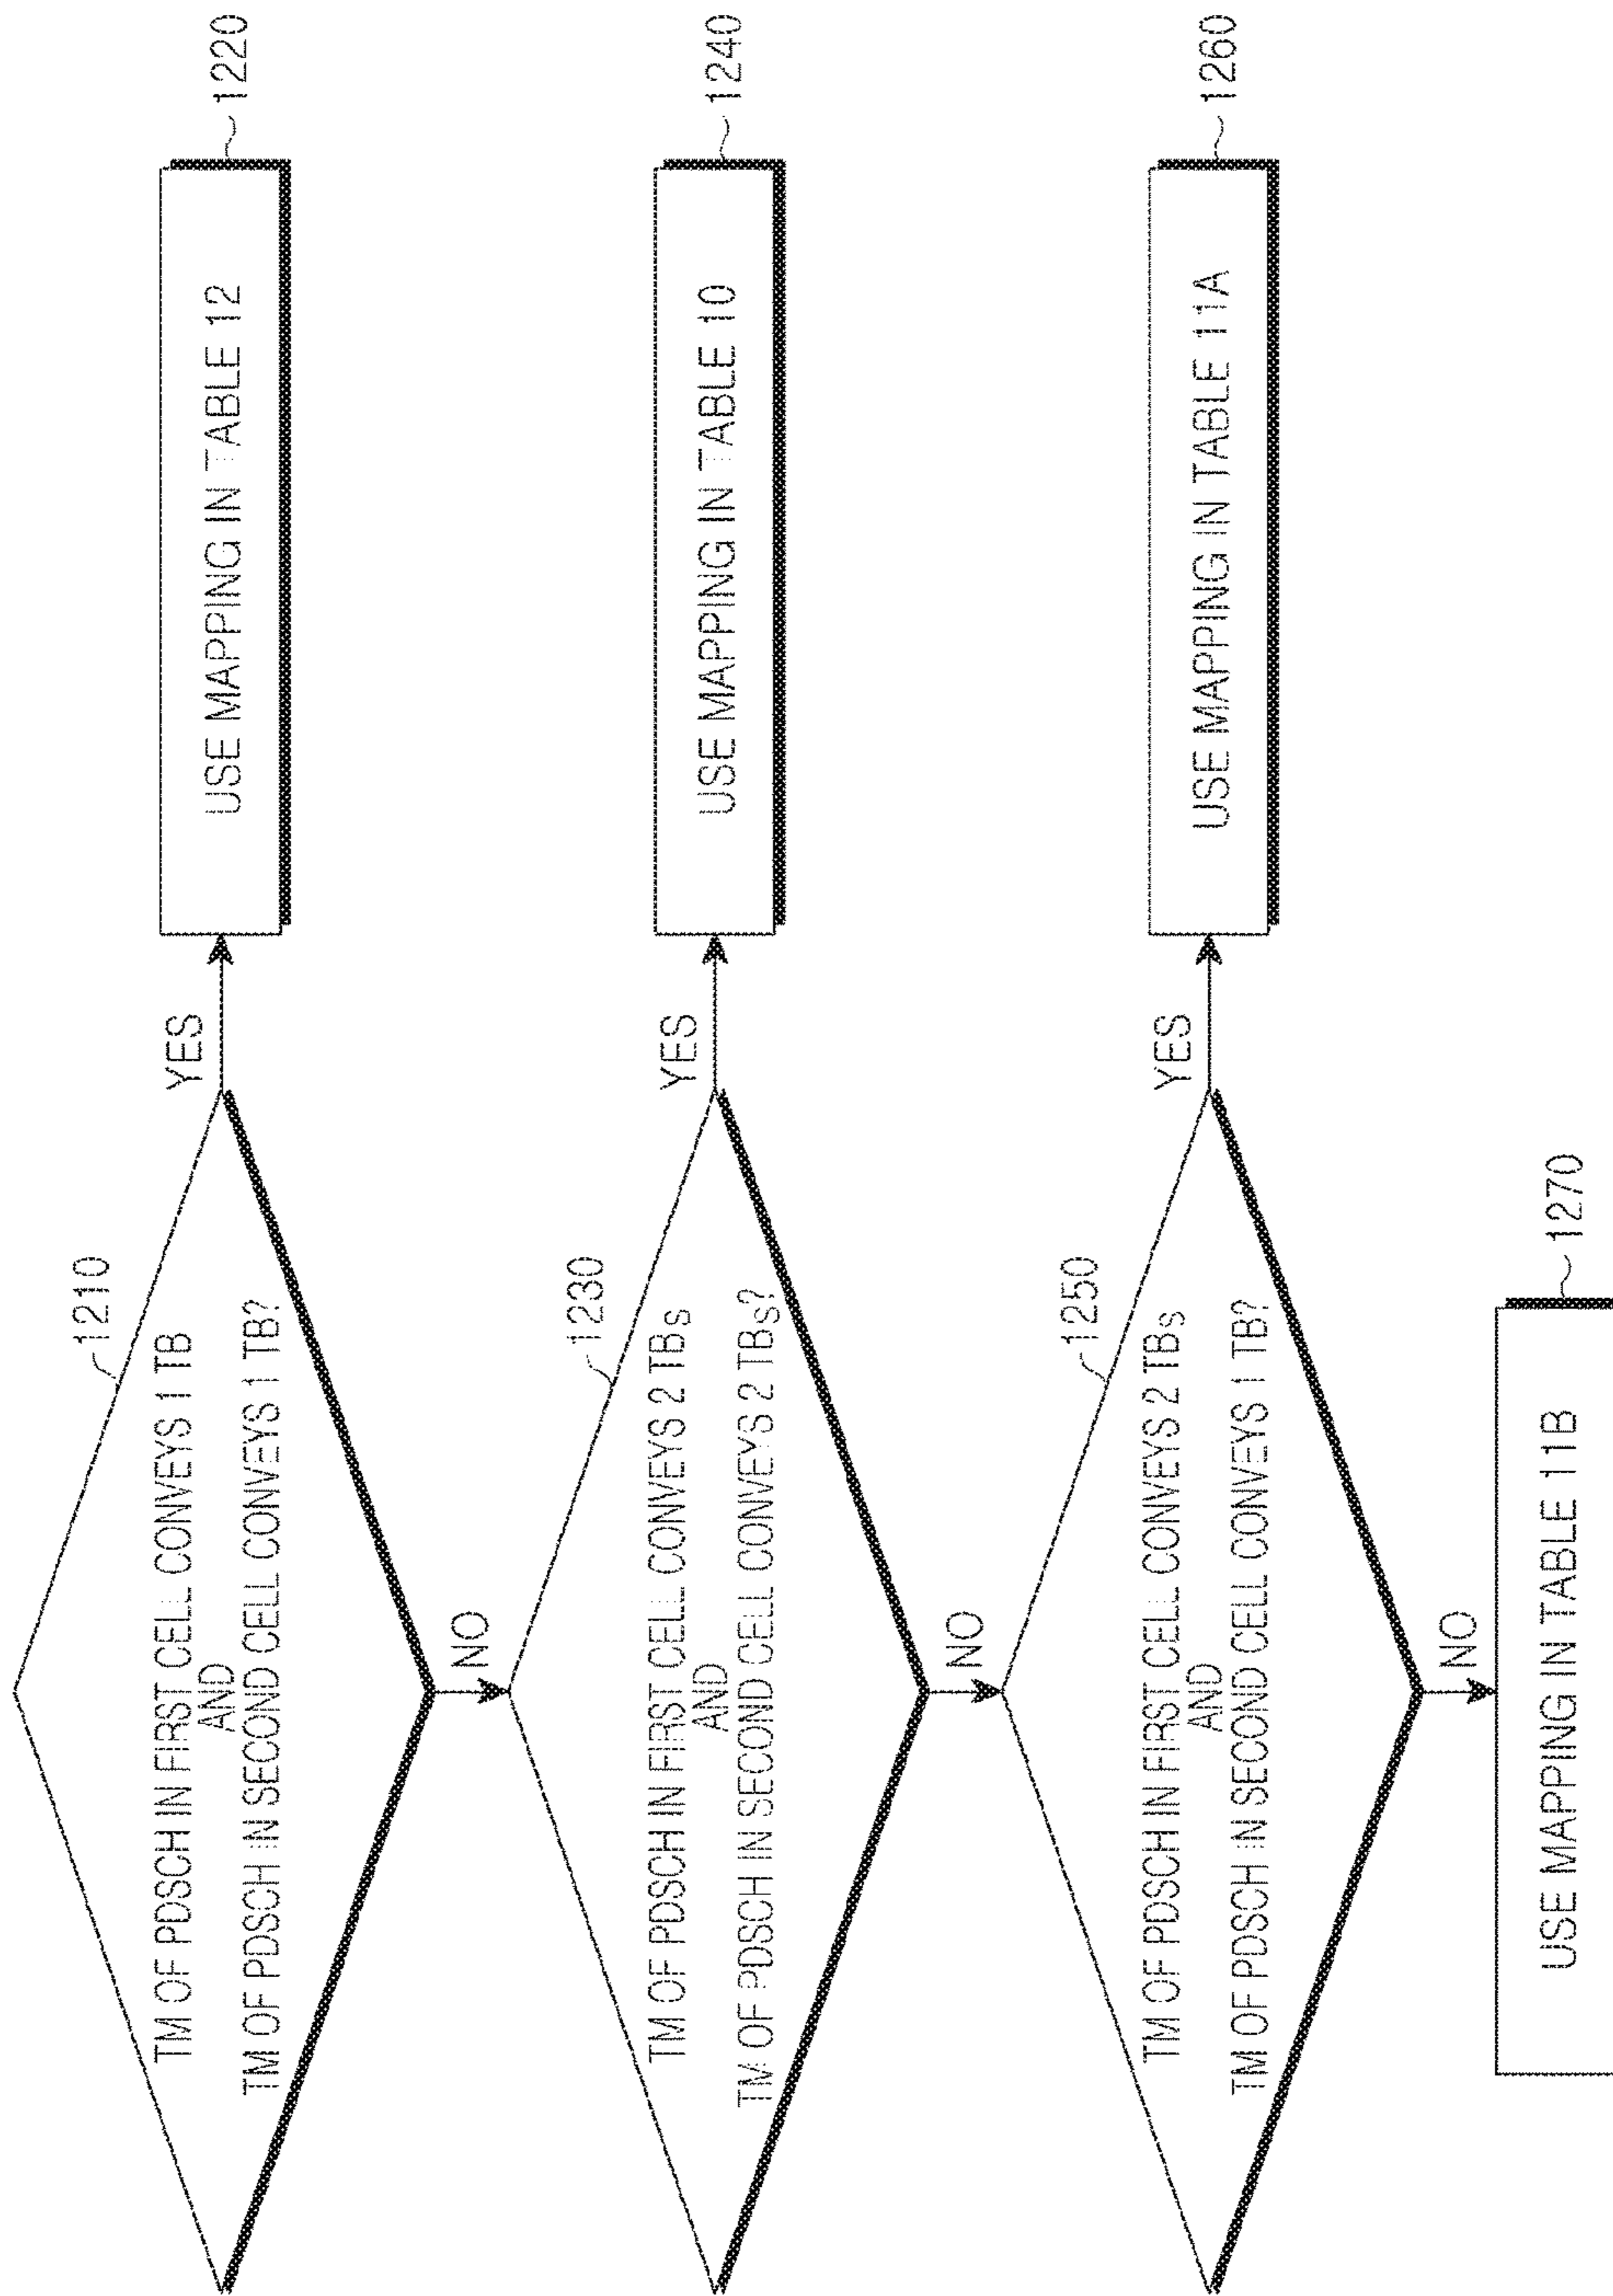 1210
TM OF PDSCH IN FIRST CELL CONVEYS 1 TB
AND
TM OF PDSCH IN SECOND CELL CONVEYS 1 TB?
YES
USE MAPPING IN TABLE 12
1220
NO
1230
TM OF PDSCH IN FIRST CELL CONVEYS 2 TBs
AND
TM OF PDSCH IN SECOND CELL CONVEYS 2 TBs?
YES
USE MAPPING IN TABLE 10
1240
NO
1250
TM OF PDSCH IN FIRST CELL CONVEYS 2 TBs
AND
TM OF PDSCH IN SECOND CELL CONVEYS 1 TB?
YES
USE MAPPING IN TABLE 11A
1260
NO
USE MAPPING IN TABLE 11B
1270